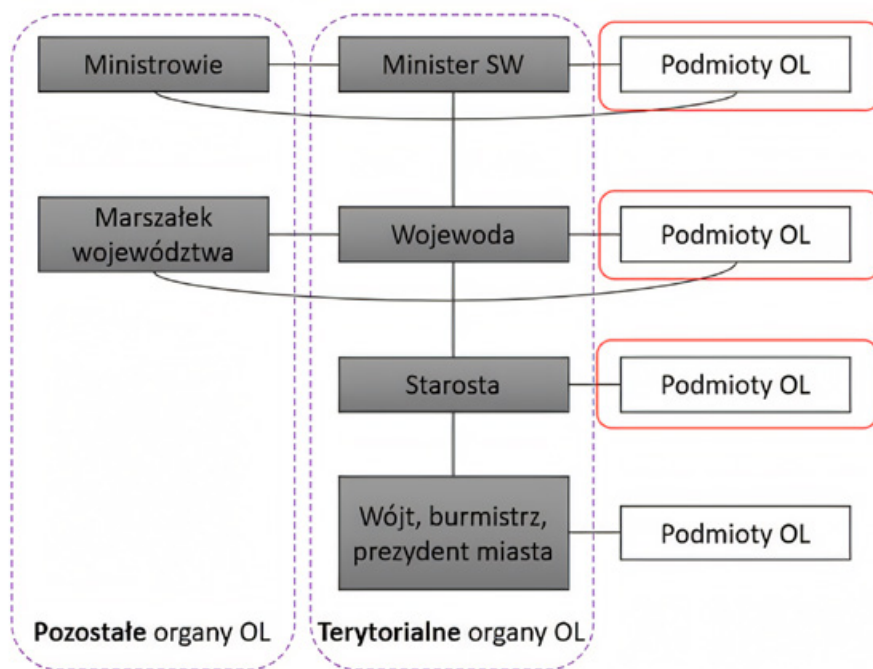 Ministrowie
Minister SW
Podmioty OL
Marszałek
województwa
Wojewoda
Podmioty OL
Starosta
Podmioty OL
Wójt, burmistrz,
prezydent miasta
Podmioty OL
Pozostałe organy OL
Terytorialne organy OL